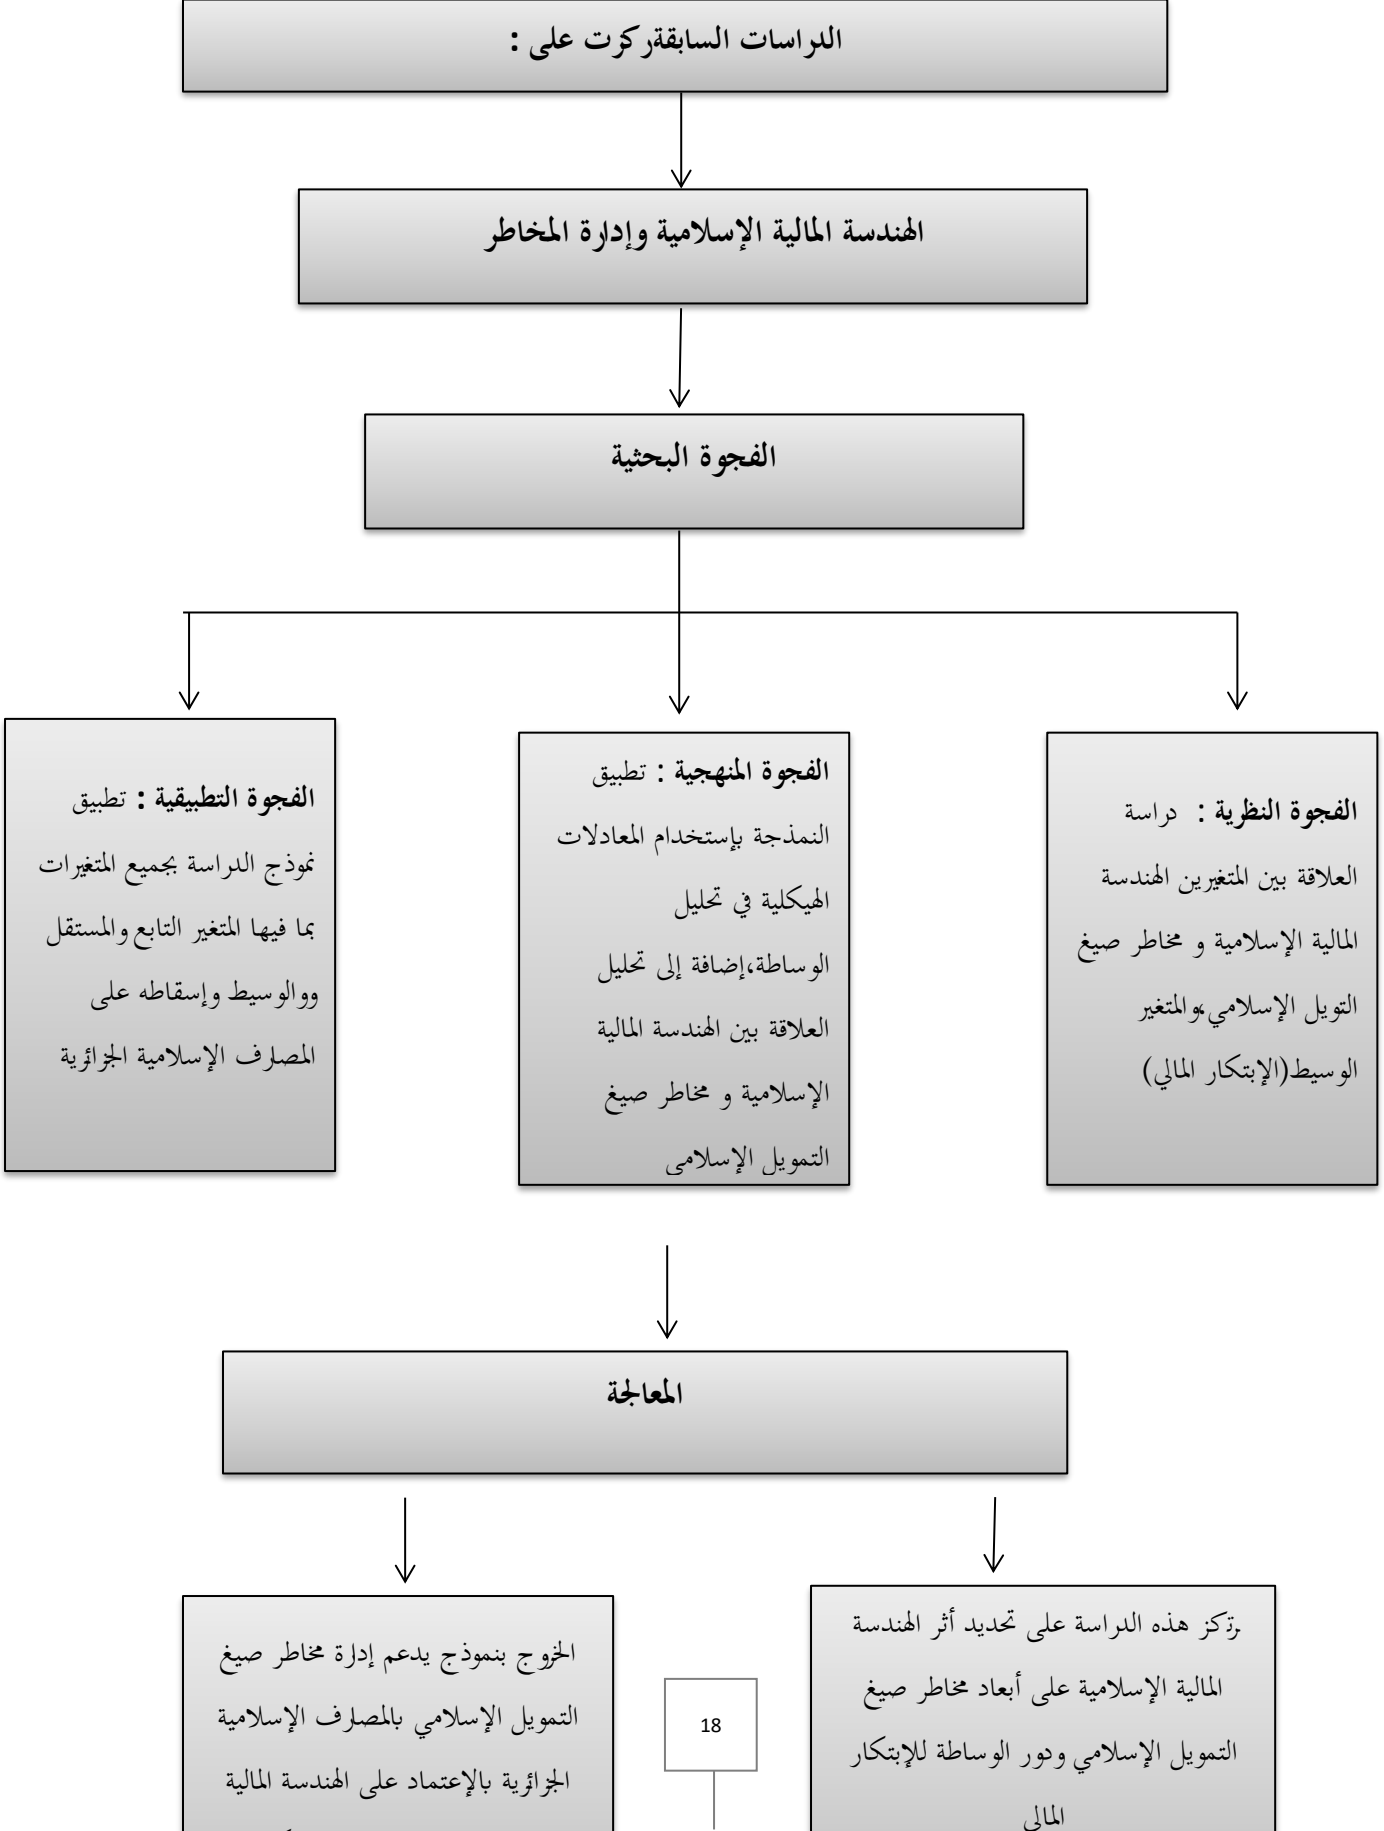 الدراسات السابقةركزت على :
الهندسة المالية الإسلامية وإدارة المخاطر
الفجوة البحثية
الفجوة النظرية : دراسة
العلاقة بين المتغيرين الهندسة
المالية الإسلامية و مخاطر صيغ
التويل الإسلامي،والمتغير
الوسيط(الإبتكار المالي)
الفجوة المنهجية : تطبيق
النمذجة بإستخدام المعادلات
الهيكلية في تحليل
الوساطة،إضافة إلى تحليل
العلاقة بين الهندسة المالية
الإسلامية و مخاطر صيغ
التمويل الإسلامي
الفجوة التطبيقية : تطبيق
نموذج الدراسة بجميع المتغيرات
بما فيها المتغير التابع والمستقل
ووالوسيط وإسقاطه على
المصارف الإسلامية الجزائرية
المعالجة
ترتكز هذه الدراسة على تحديد أثر الهندسة
المالية الإسلامية على أبعاد مخاطر صيغ
التمويل الإسلامي ودور الوساطة للإبتكار
المالي
الخروج بنموذج يدعم إدارة مخاطر صيغ
التمويل الإسلامي بالمصارف الإسلامية
الجزائرية بالإعتماد على الهندسة المالية
18